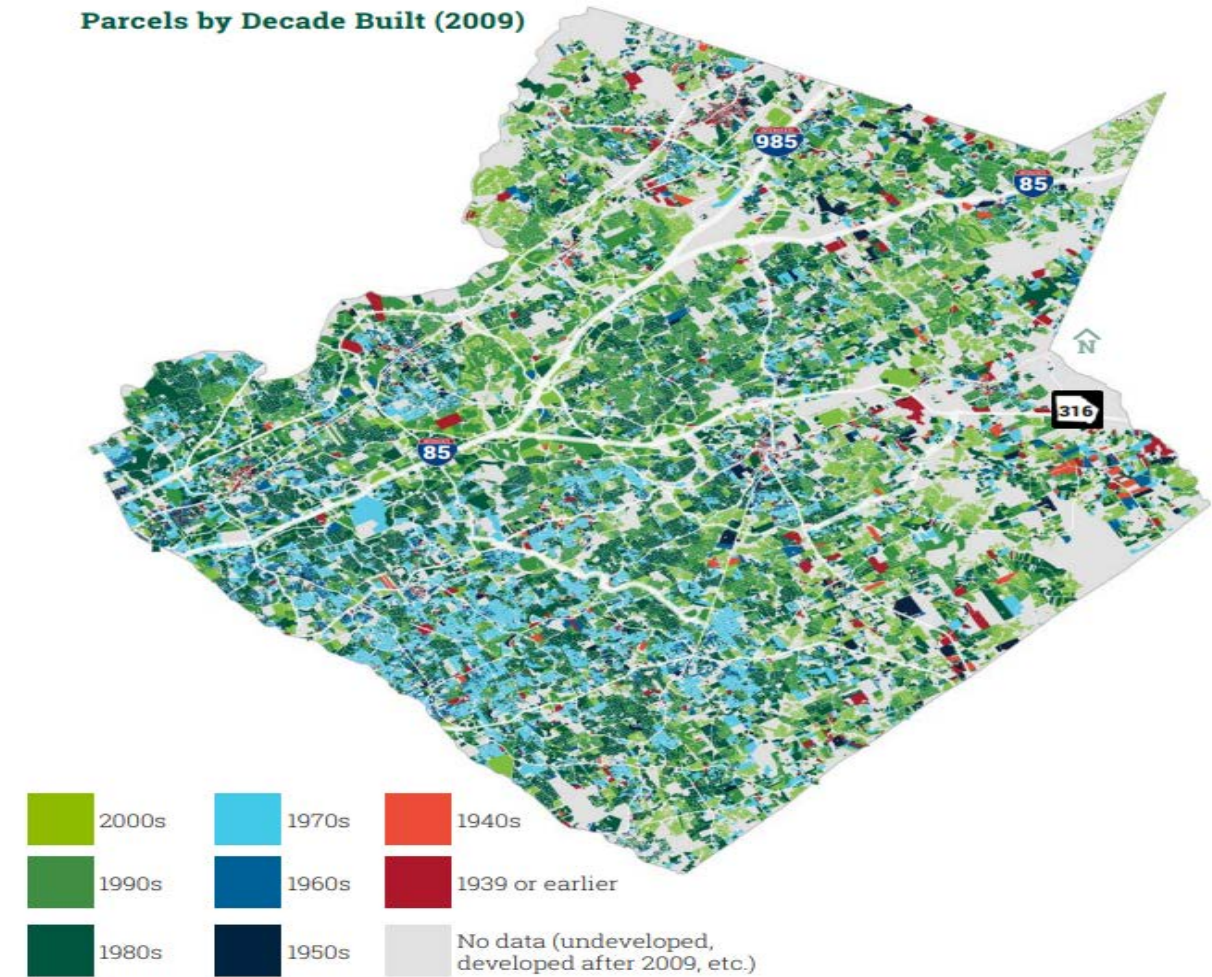 Parcels by Decade Built (2009)
985
85
N
316
85
2000s
1990s
1980s
1970s
1960s
1950s
1940s
1939 or earlier
No data (undeveloped,
developed after 2009, etc.)